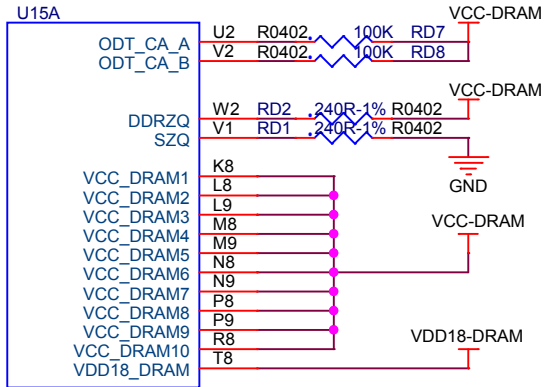 U15A
VCC-DRAM
ODT_CA_A U2 R0402 100K RD7
ODT_CA_B V2 R0402 100K RD8
VCC-DRAM
DDRZQ W2 RD2 240R-1% R0402
SZQ V1 RD1 240R-1% R0402
GND
VCC_DRAM1 K8
VCC_DRAM2 L8
VCC_DRAM3 L9
VCC-DRAM
VCC_DRAM4 M8
VCC_DRAM5 M9
VCC_DRAM6 N8
VCC_DRAM7 N9
VCC_DRAM8 P8
VCC_DRAM9 P9
VDD18-DRAM
VCC_DRAM10 R8
VDD18_DRAM T8